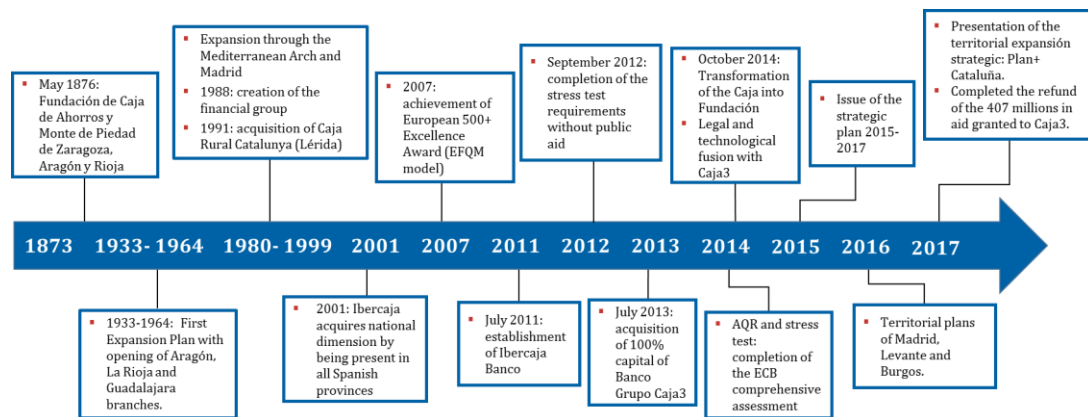 May 1876:
Fundación de Caja
de Ahorros y
Monte de Piedad
de Zaragoza,
Aragón y Rioja
Expansion through the
Mediterranean Arch and
Madrid
1988: creation of the
financial group
1991: acquisition of Caja
Rural Catalunya (Lérida)
2007:
achievement of
European 500+
Excellence
Award (EFQM
model)
September 2012:
completion of the
stress test
requirements
without public
aid
October 2014:
Transformation
of the Caja into
Fundación
Legal and
technological
fusion with
Caja3
Issue of the
strategic
plan 2015-
2017
Presentation of the
territorial expansión
strategic: Plan+
Cataluña.
Completed the refund
of the 407 millions in
aid granted to Caja3.
1873 1933- 1964 1980- 1999 2001 2007 2011 2012 2013 2014 2015 2016 2017
1933-1964: First
Expansion Plan with
opening of Aragón,
La Rioja and
Guadalajara
branches.
2001: Ibercaja
acquires national
dimension by
being present in
all Spanish
provinces
July 2011:
establishment
of Ibercaja
Banco
July 2013:
acquisition
of 100%
capital of
Banco
Grupo Caja3
AQR and stress
test:
completion of
the ECB
comprehensive
assessment
Territorial plans
of Madrid,
Levante and
Burgos.